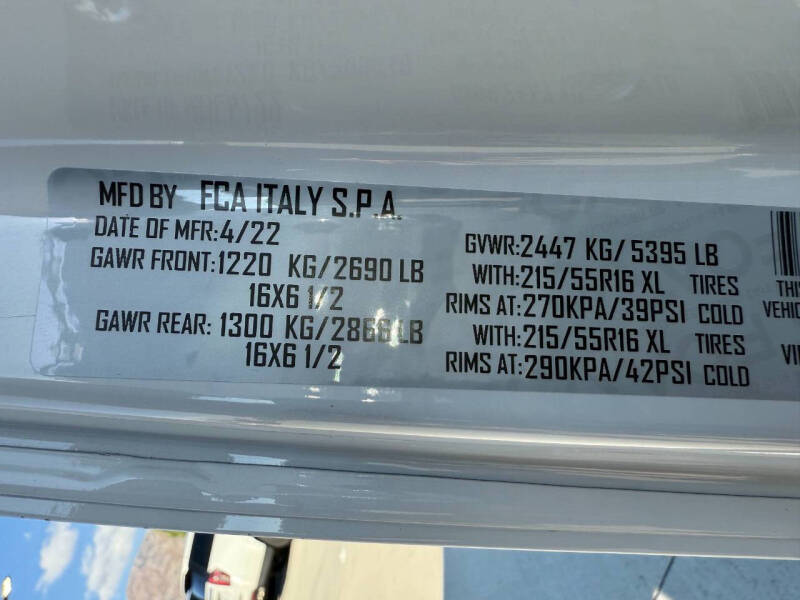 MFD BY FCA ITALY S.P.A.
DATE OF MFR:4/22
GAWR FRONT:1220 KG/2690 LB
16X6 1/2
GAWR REAR: 1300 KG/2866 LB
16X6 1/2
GVWR:2447 KG/5395 LB
WITH:215/55R16 XL TIRES
RIMS AT:270KPA/39PSI COLD
WITH:215/55R16 XL TIRES
RIMS AT:290KPA/42PSI COLD